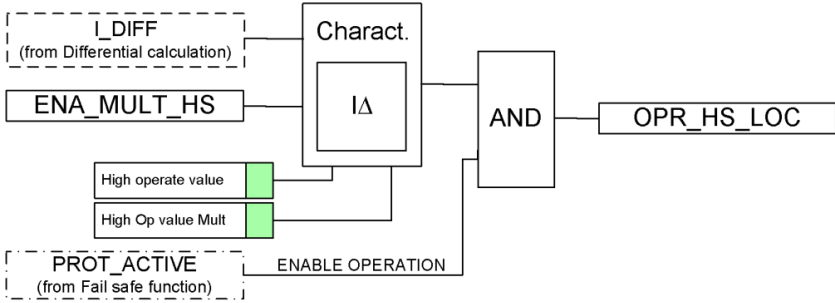 I_DIFF
(from Differential calculation)
Charact.
IΔ
ENA_MULT_HS
AND
OPR_HS_LOC
High operate value
High Op value Mult
PROT_ACTIVE
(from Fail safe function)
ENABLE OPERATION